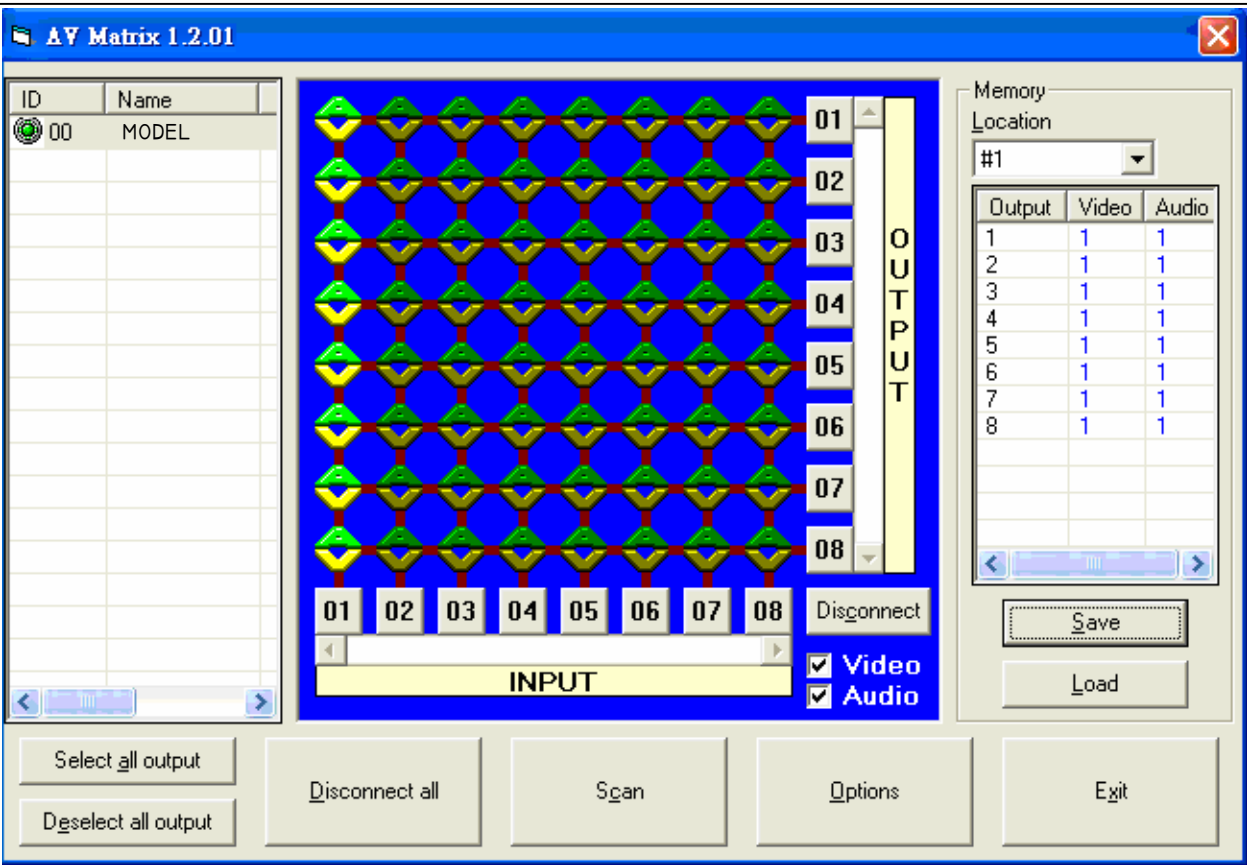 AV Matrix 1.2.01
ID Name
00 MODEL
01
02
03
04
05
06
07
08
OUTPUT
01 02 03 04 05 06 07 08
INPUT
Disconnect
Video
Audio
Memory
Location
#1
Output Video Audio
1 1 1
2 1 1
3 1 1
4 1 1
5 1 1
6 1 1
7 1 1
8 1 1
Save
Load
Select all output
Deselect all output
Disconnect all
Scan
Options
Exit